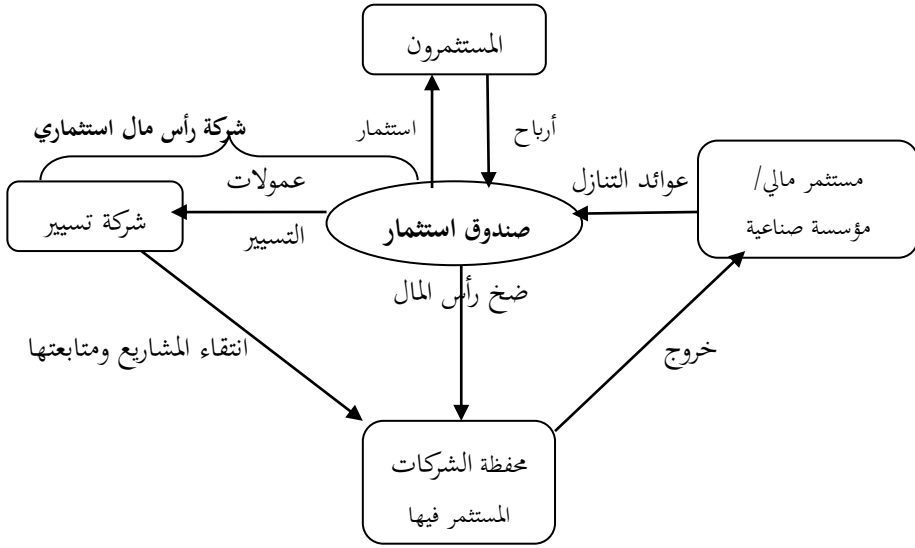 المستثمرون
استثمار
أرباح
شركة رأس مال استثماري
عمولات
التسيير
شركة تسيير
صندوق استثمار
عوائد التنازل
مستثمر مالي/
مؤسسة صناعية
ضخ رأس المال
انتقاء المشاريع ومتابعتها
خروج
محفظة الشركات
المستثمر فيها